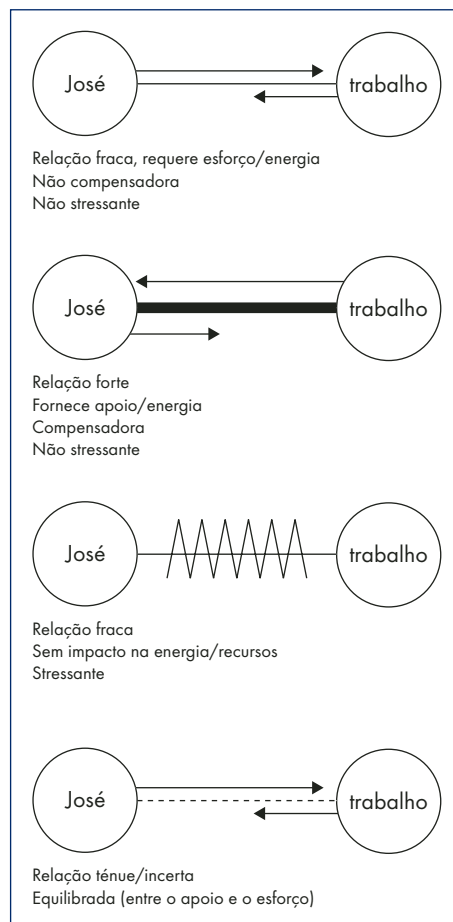 José
trabalho
Relação fraca, requere esforço/energia
Não compensadora
Não stressante
José
trabalho
Relação forte
Fornece apoio/energia
Compensadora
Não stressante
José
trabalho
Relação fraca
Sem impacto na energia/recursos
Stressante
José
trabalho
Relação ténue/incerta
Equilibrada (entre o apoio e o esforço)